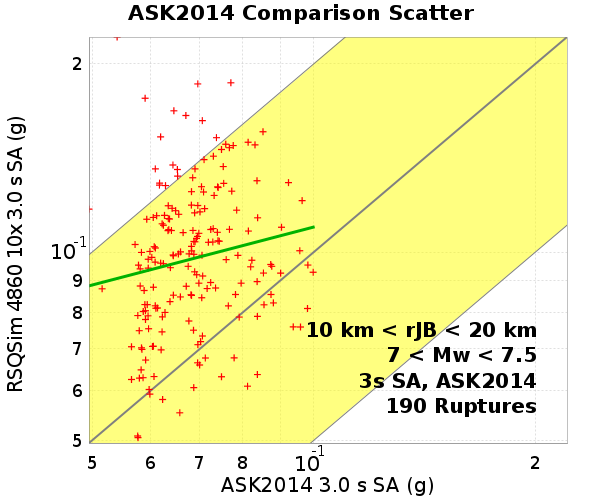 ASK2014 Comparison Scatter
RSQSim 4860 10x 3.0 s SA (g)
2
10-1
9
8
7
6
5
10 km < rJB < 20 km
7 < Mw < 7.5
3s SA, ASK2014
190 Ruptures
5 6 7 8 10-1 2
ASK2014 3.0 s SA (g)